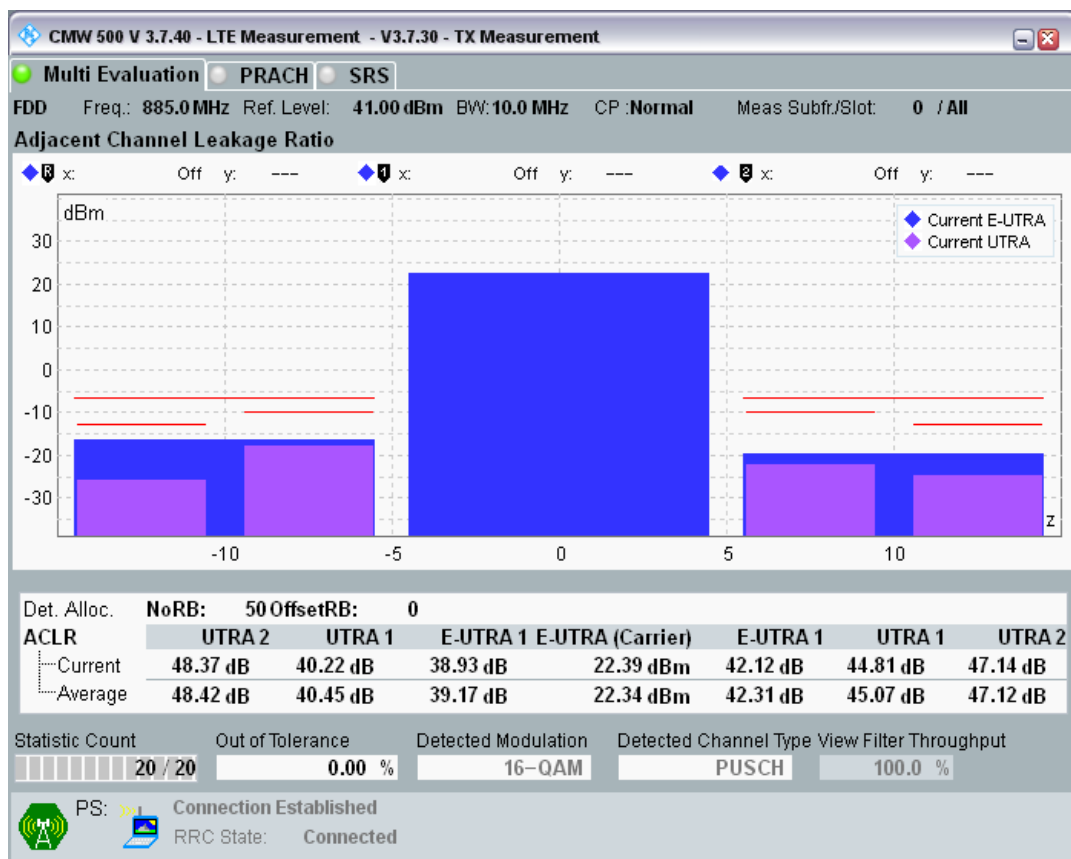 CMW 500 V 3.7.40 - LTE Measurement - V3.7.30 - TX Measurement
Multi Evaluation PRACH SRS
FDD Freq.: 885.0 MHz Ref. Level: 41.00 dBm BW: 10.0 MHz CP :Normal Meas Subfr./Slot: 0 / All
Adjacent Channel Leakage Ratio
R x: Off y: --- 1 x: Off y: --- 2 x: Off y: ---
dBm
Current E-UTRA
Current UTRA
30
20
10
0
-10
-20
-30
z
-10 -5 0 5 10
Det. Alloc. NoRB: 50 OffsetRB: 0
ACLR UTRA 2 UTRA 1 E-UTRA 1 E-UTRA (Carrier) E-UTRA 1 UTRA 1 UTRA 2
Current 48.37 dB 40.22 dB 38.93 dB 22.39 dBm 42.12 dB 44.81 dB 47.14 dB
Average 48.42 dB 40.45 dB 39.17 dB 22.34 dBm 42.31 dB 45.07 dB 47.12 dB
Statistic Count Out of Tolerance Detected Modulation Detected Channel Type View Filter Throughput
20 / 20 0.00 % 16-QAM PUSCH 100.0 %
PS: Connection Established
RRC State: Connected